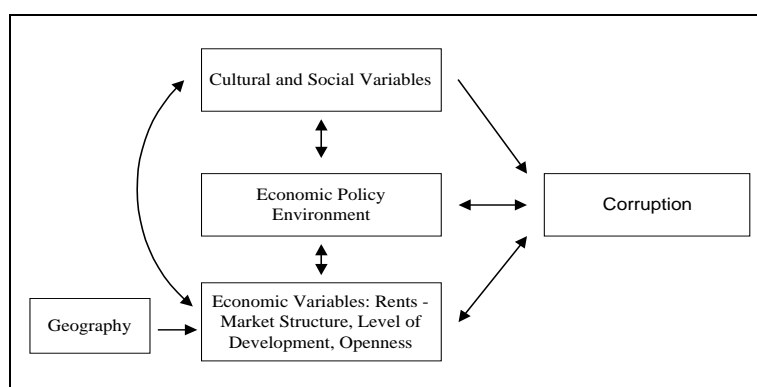 Cultural and Social Variables
Economic Policy
Environment
Corruption
Economic Variables: Rents -
Market Structure, Level of
Development, Openness
Geography